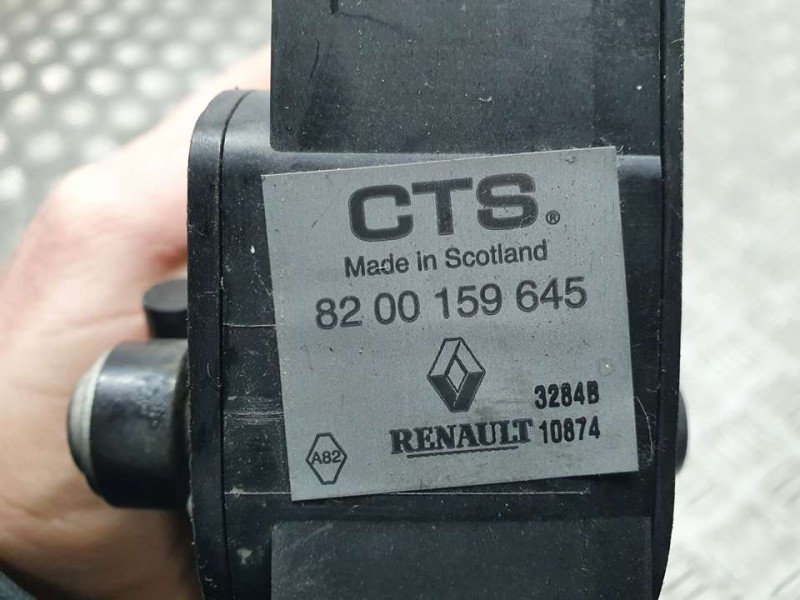 CTS®
Made in Scotland
82 00 159 645
3284B
RENAULT 10874
A82